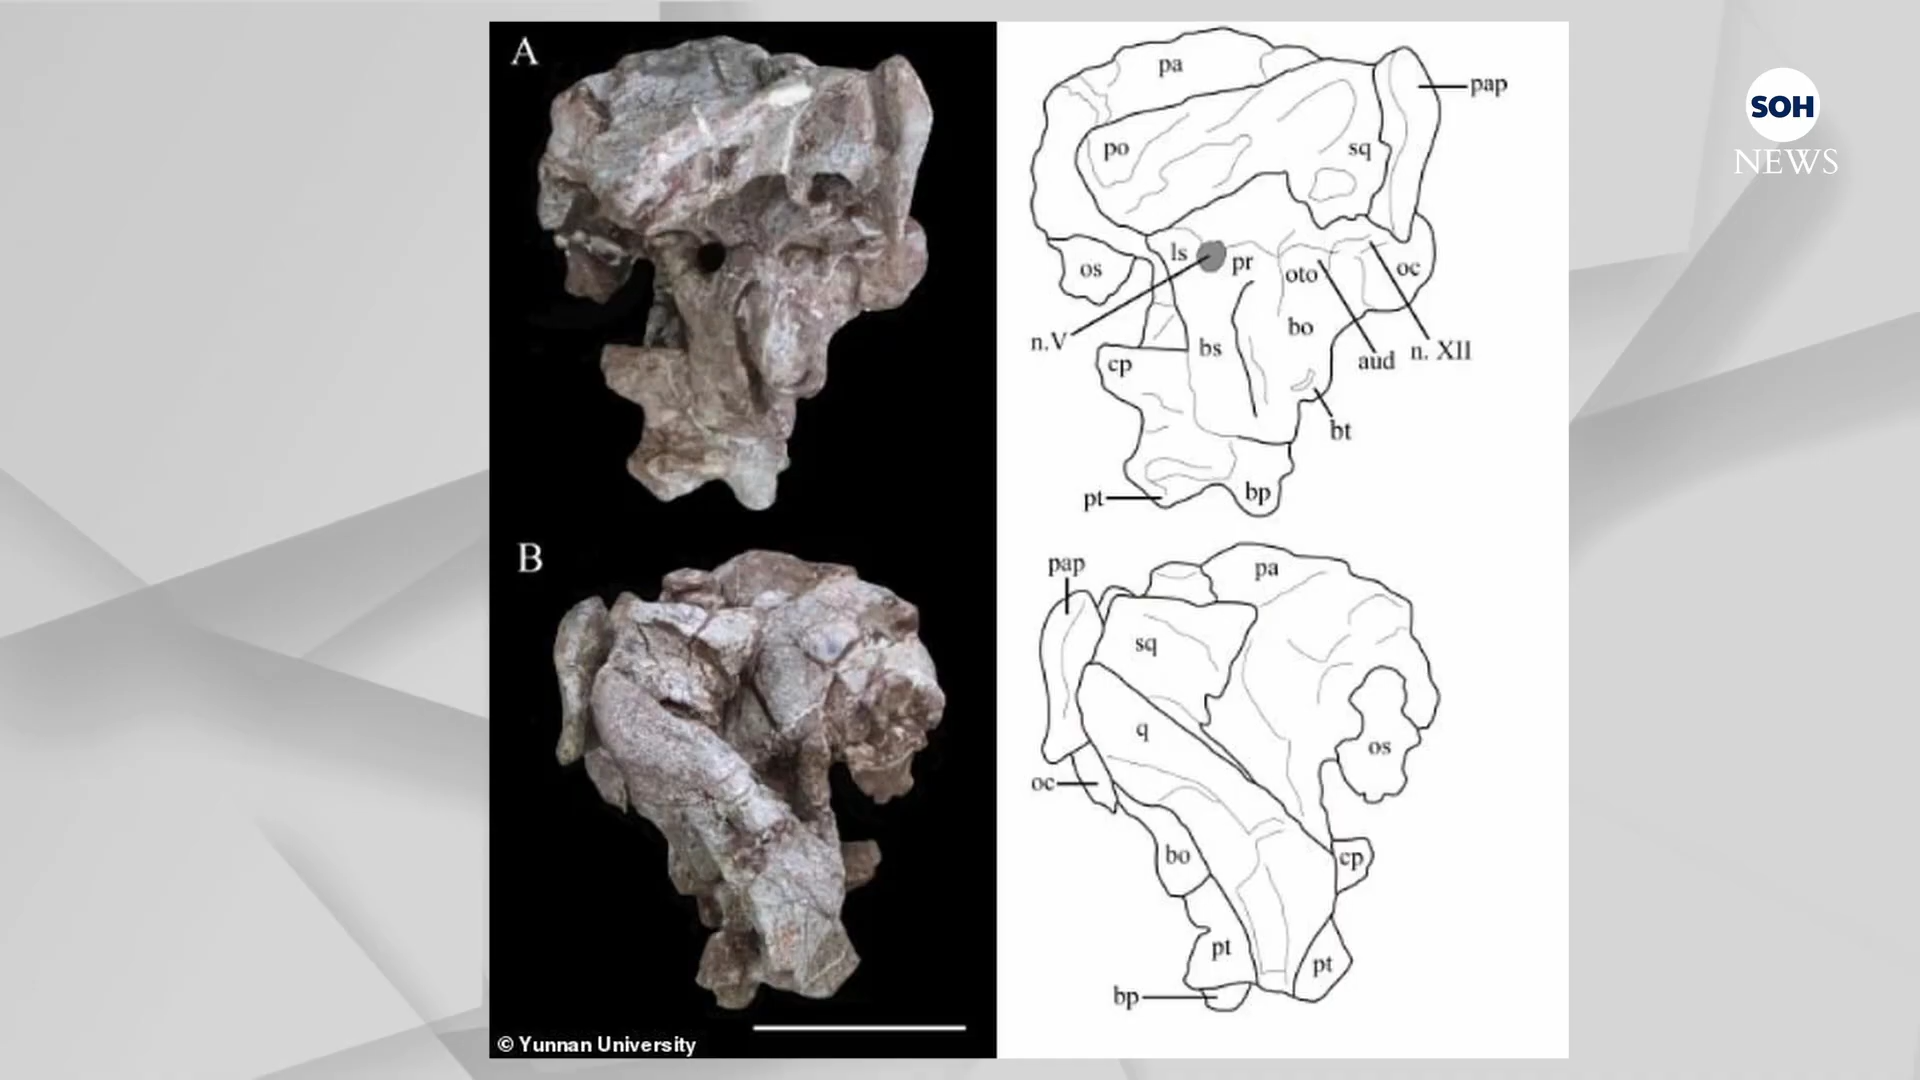 A
pa
pap
po
sq
ls
pr
os
oto
oc
n.V
bo
bs
aud
n. XII
cp
bt
pt
bp
SOH
NEWS
B
pap
pa
sq
q
os
oc
bo
cp
pt
pt
bp
© Yunnan University